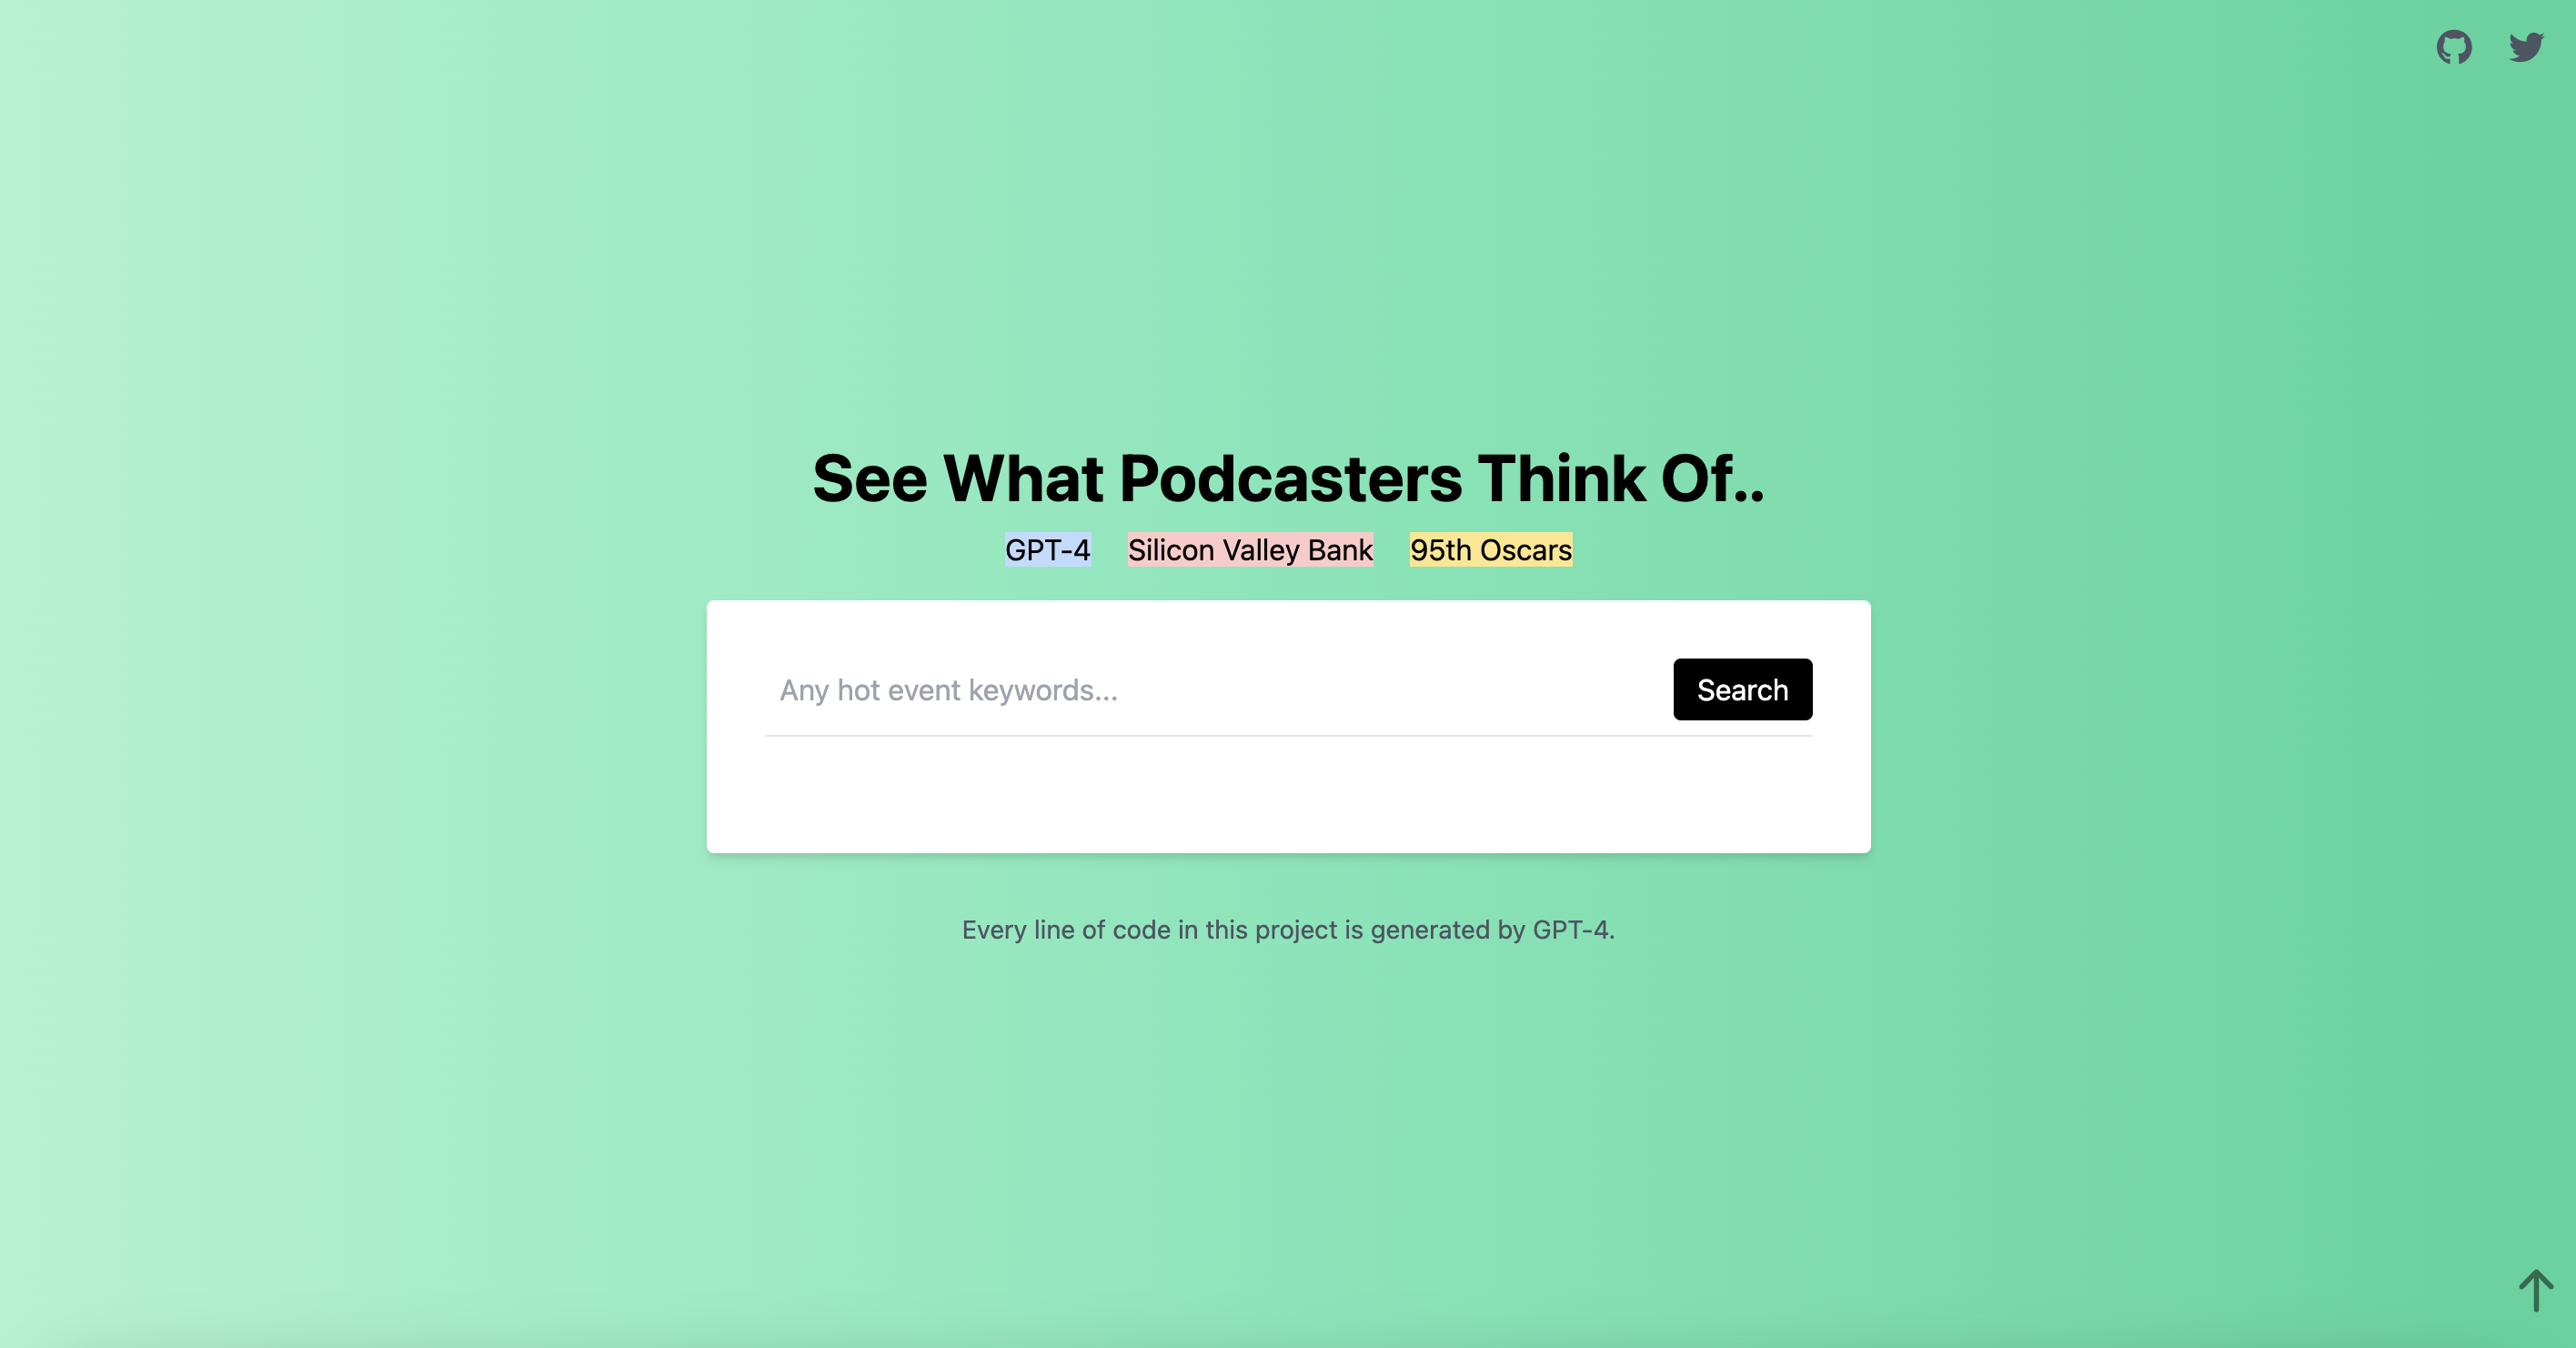 See What Podcasters Think Of..
GPT-4 Silicon Valley Bank 95th Oscars
Any hot event keywords...
Search
Every line of code in this project is generated by GPT-4.